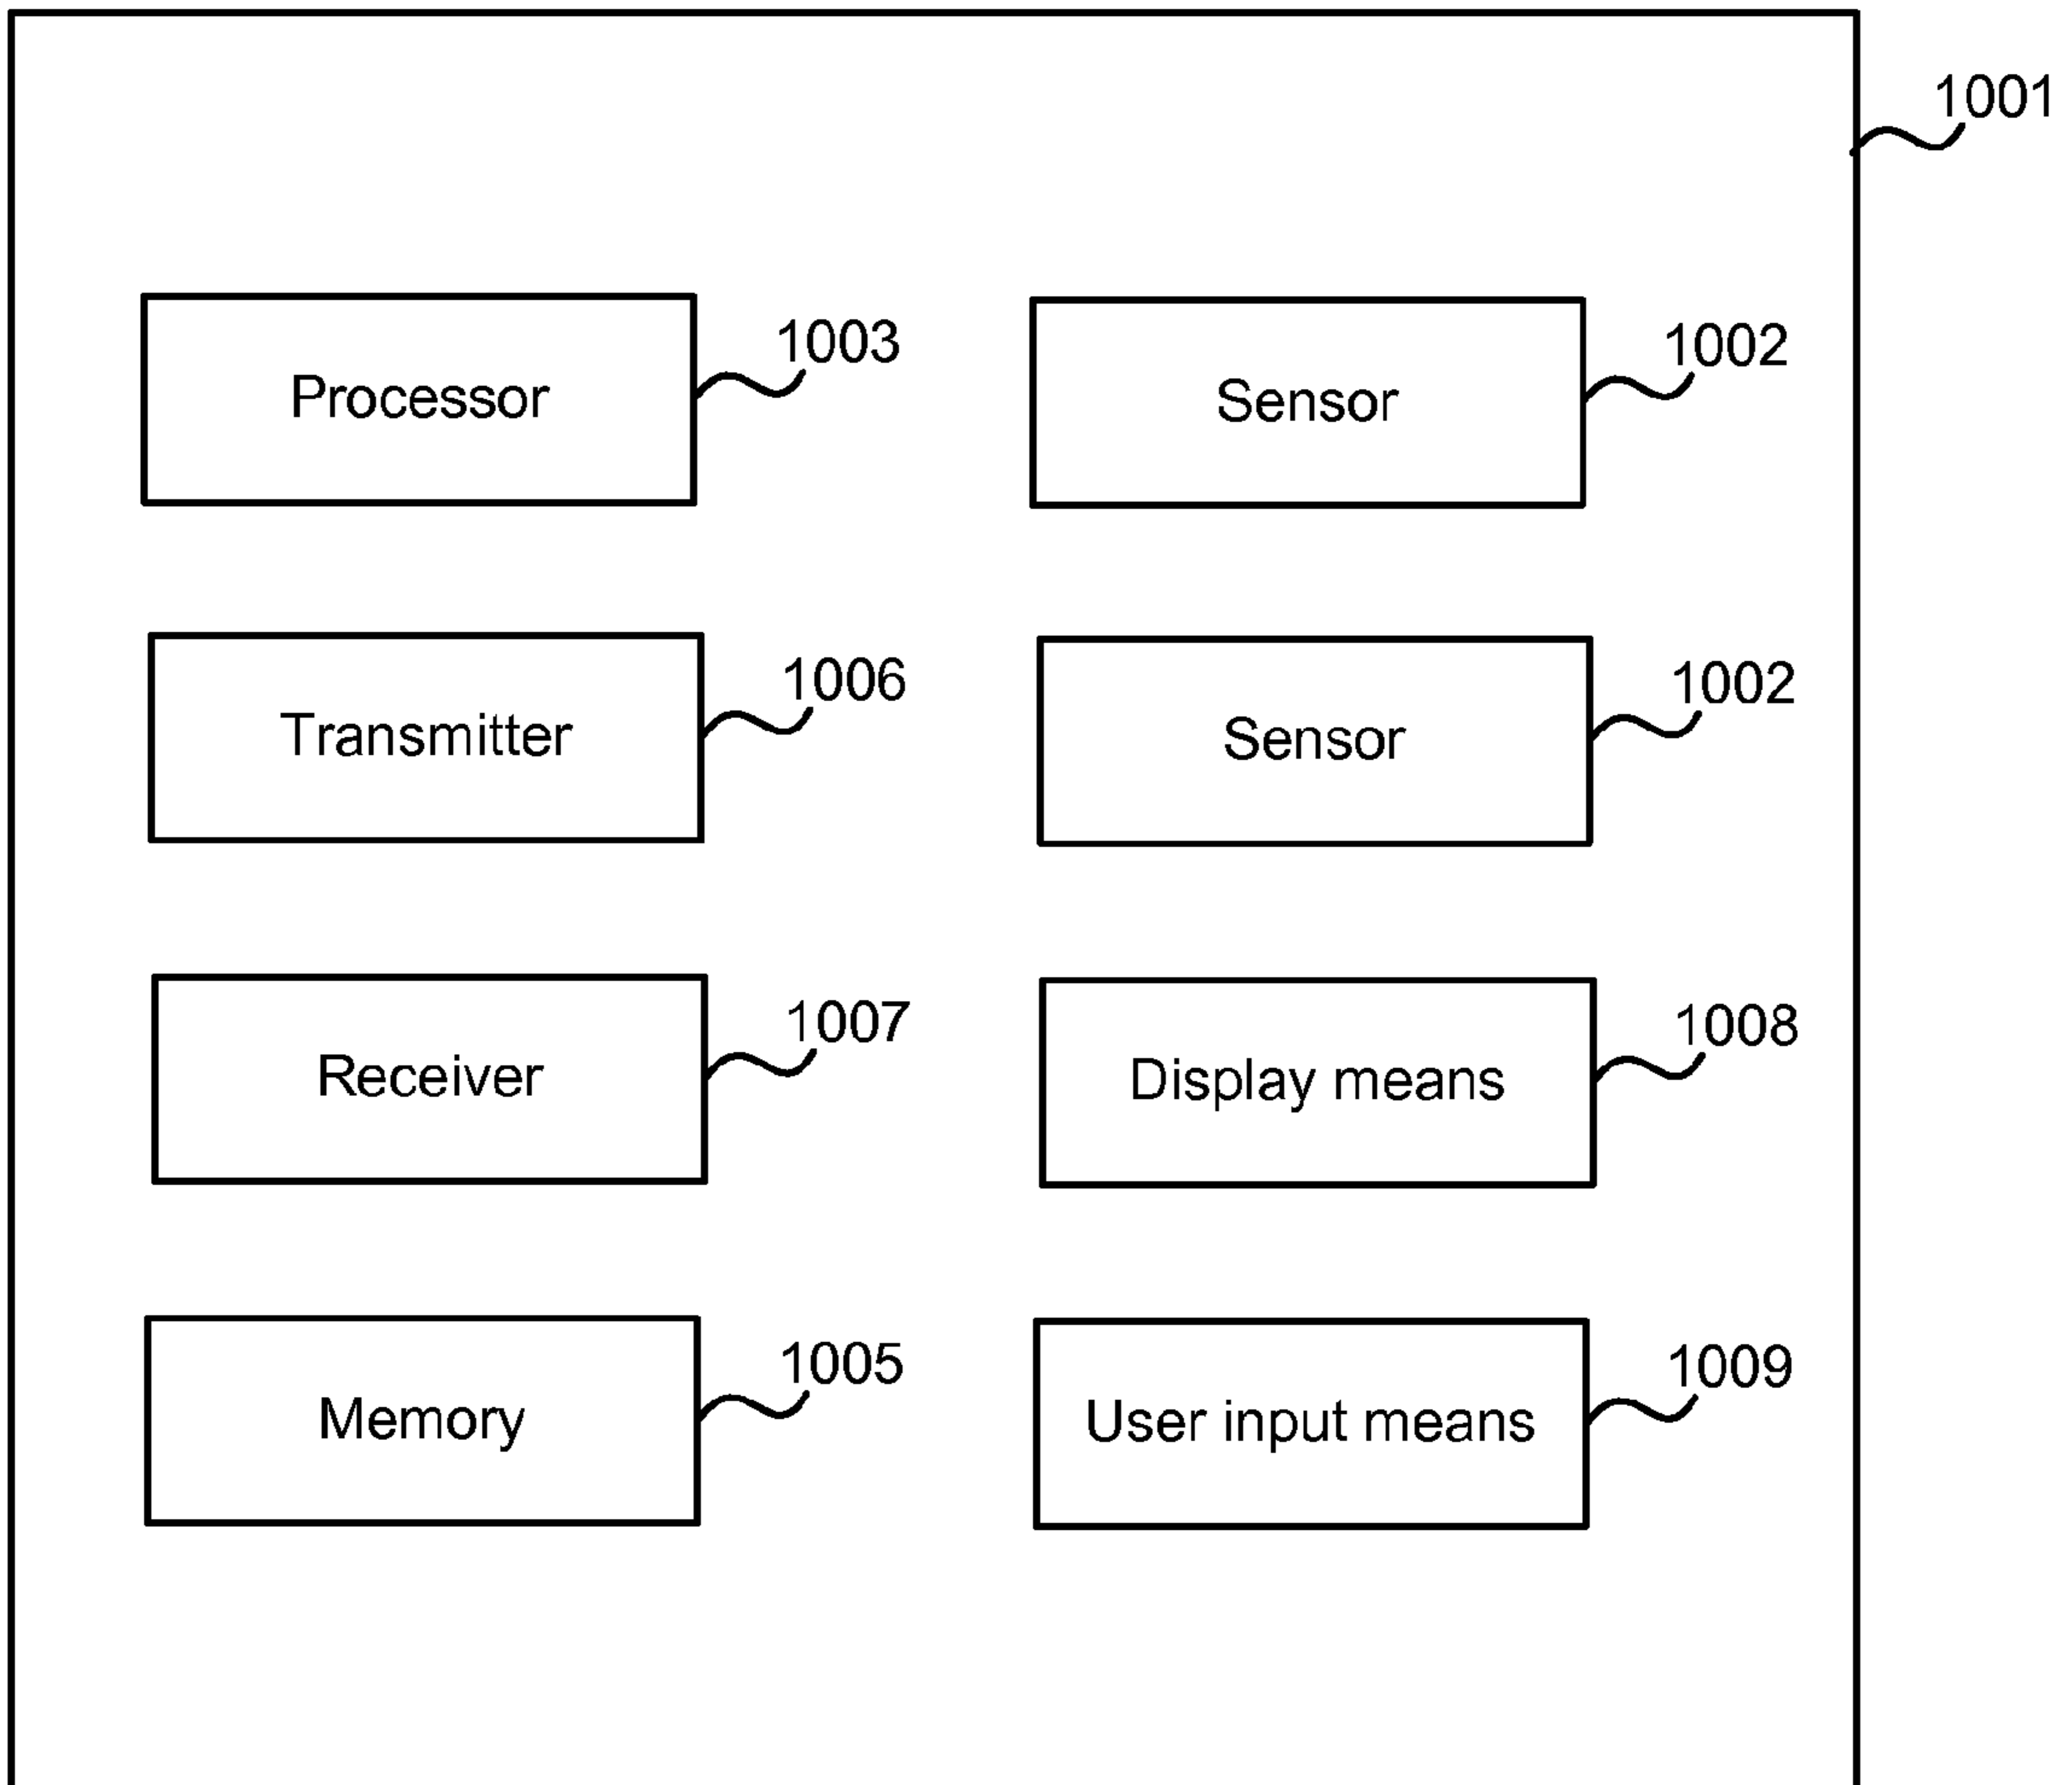 1001
1003
1002
Processor
Sensor
1006
1002
Transmitter
Sensor
1007
1008
Receiver
Display means
1005
1009
Memory
User input means